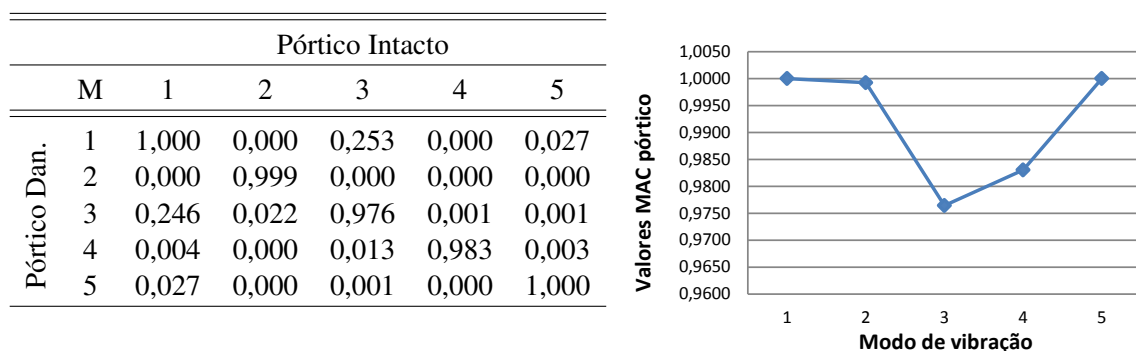 Pórtico Intacto
M 1 2 3 4 5
Pórtico Dan.
1 1,000 0,000 0,253 0,000 0,027
2 0,000 0,999 0,000 0,000 0,000
3 0,246 0,022 0,976 0,001 0,001
4 0,004 0,000 0,013 0,983 0,003
5 0,027 0,000 0,001 0,000 1,000
Valores MAC pórtico
1,0050
1,0000
0,9950
0,9900
0,9850
0,9800
0,9750
0,9700
0,9650
0,9600
1 2 3 4 5
Modo de vibração